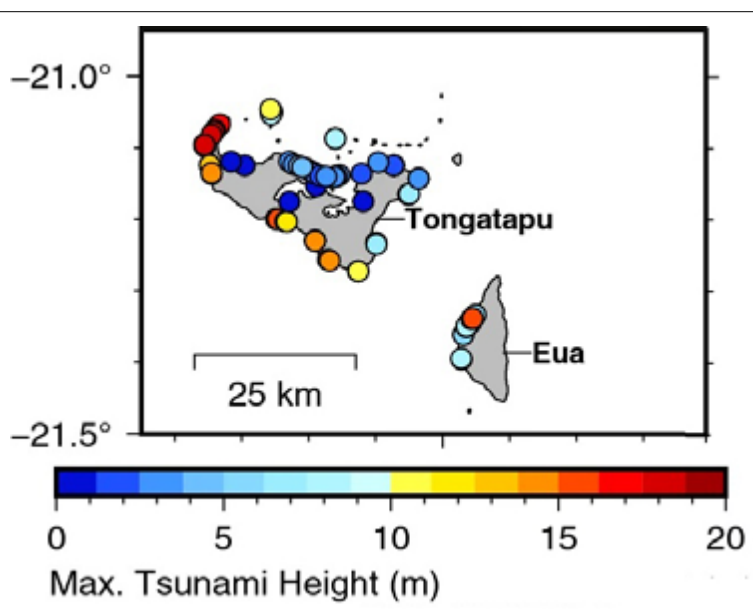 −21.0°
Tongatapu
Eua
25 km
−21.5°
0 5 10 15 20
Max. Tsunami Height (m)